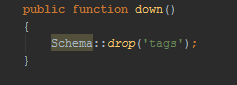 public function down()
{
Schema::drop('tags');
}